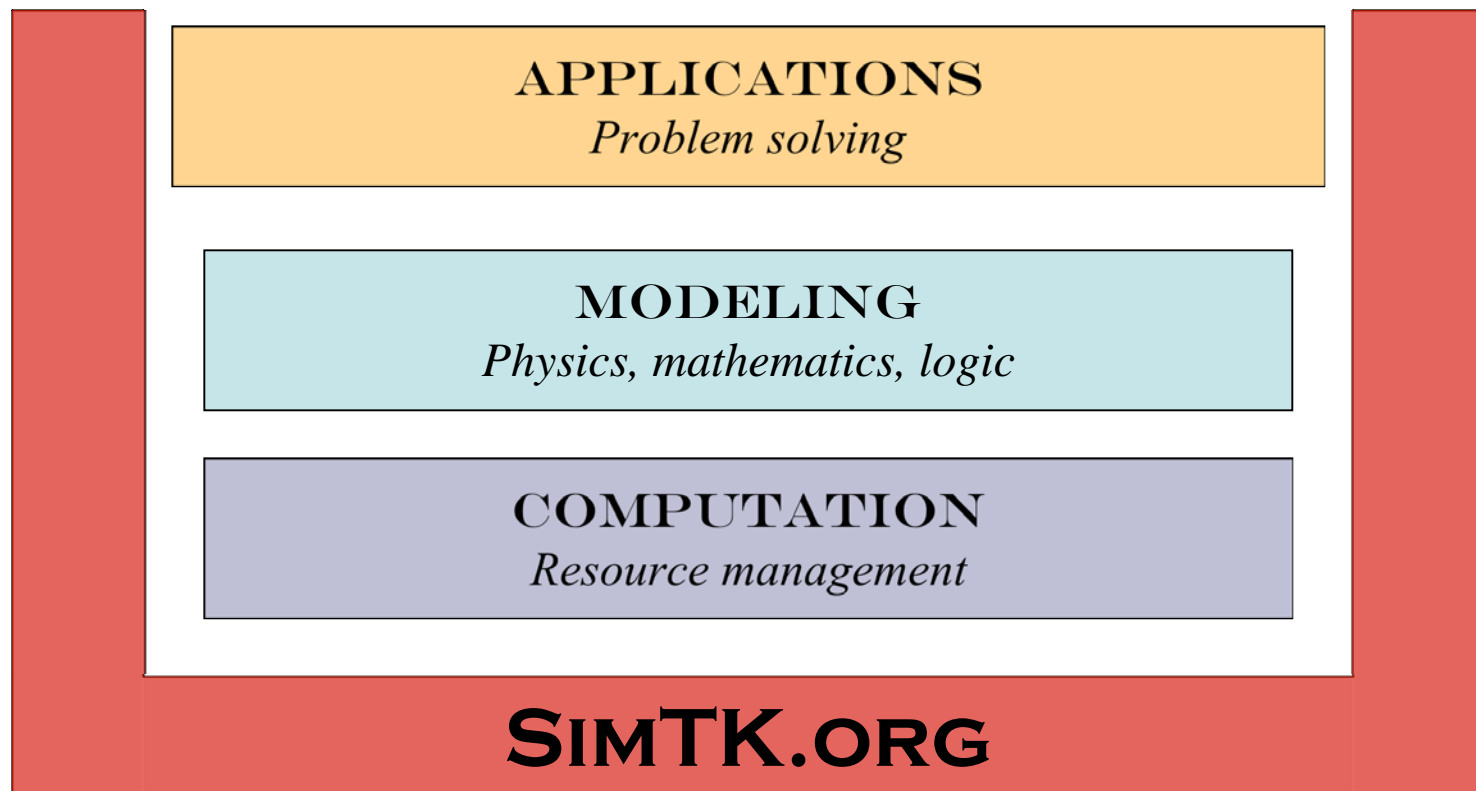 APPLICATIONS
Problem solving
MODELING
Physics, mathematics, logic
COMPUTATION
Resource management
SIMTK.ORG